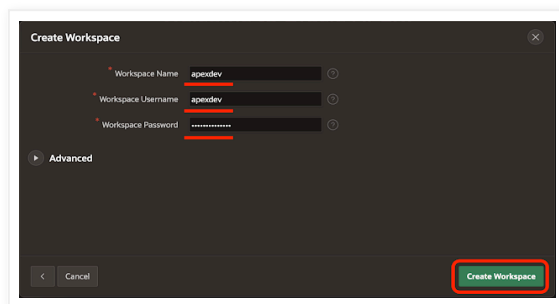 Create Workspace
* Workspace Name apexdev
* Workspace Username apexdev
* Workspace Password ••••••••••••••
Advanced
Cancel Create Workspace